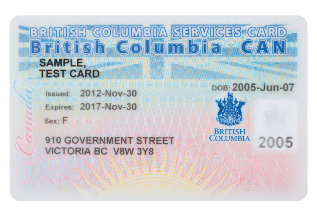 BRITISH COLUMBIA SERVICES CARD
British Columbia CAN
SAMPLE,
TEST CARD
Issued: 2012-Nov-30
DOB: 2005-Jun-07
Expires: 2017-Nov-30
Sex: F
BRITISH
COLUMBIA
910 GOVERNMENT STREET
VICTORIA BC V8W 3Y8
2005
Canada